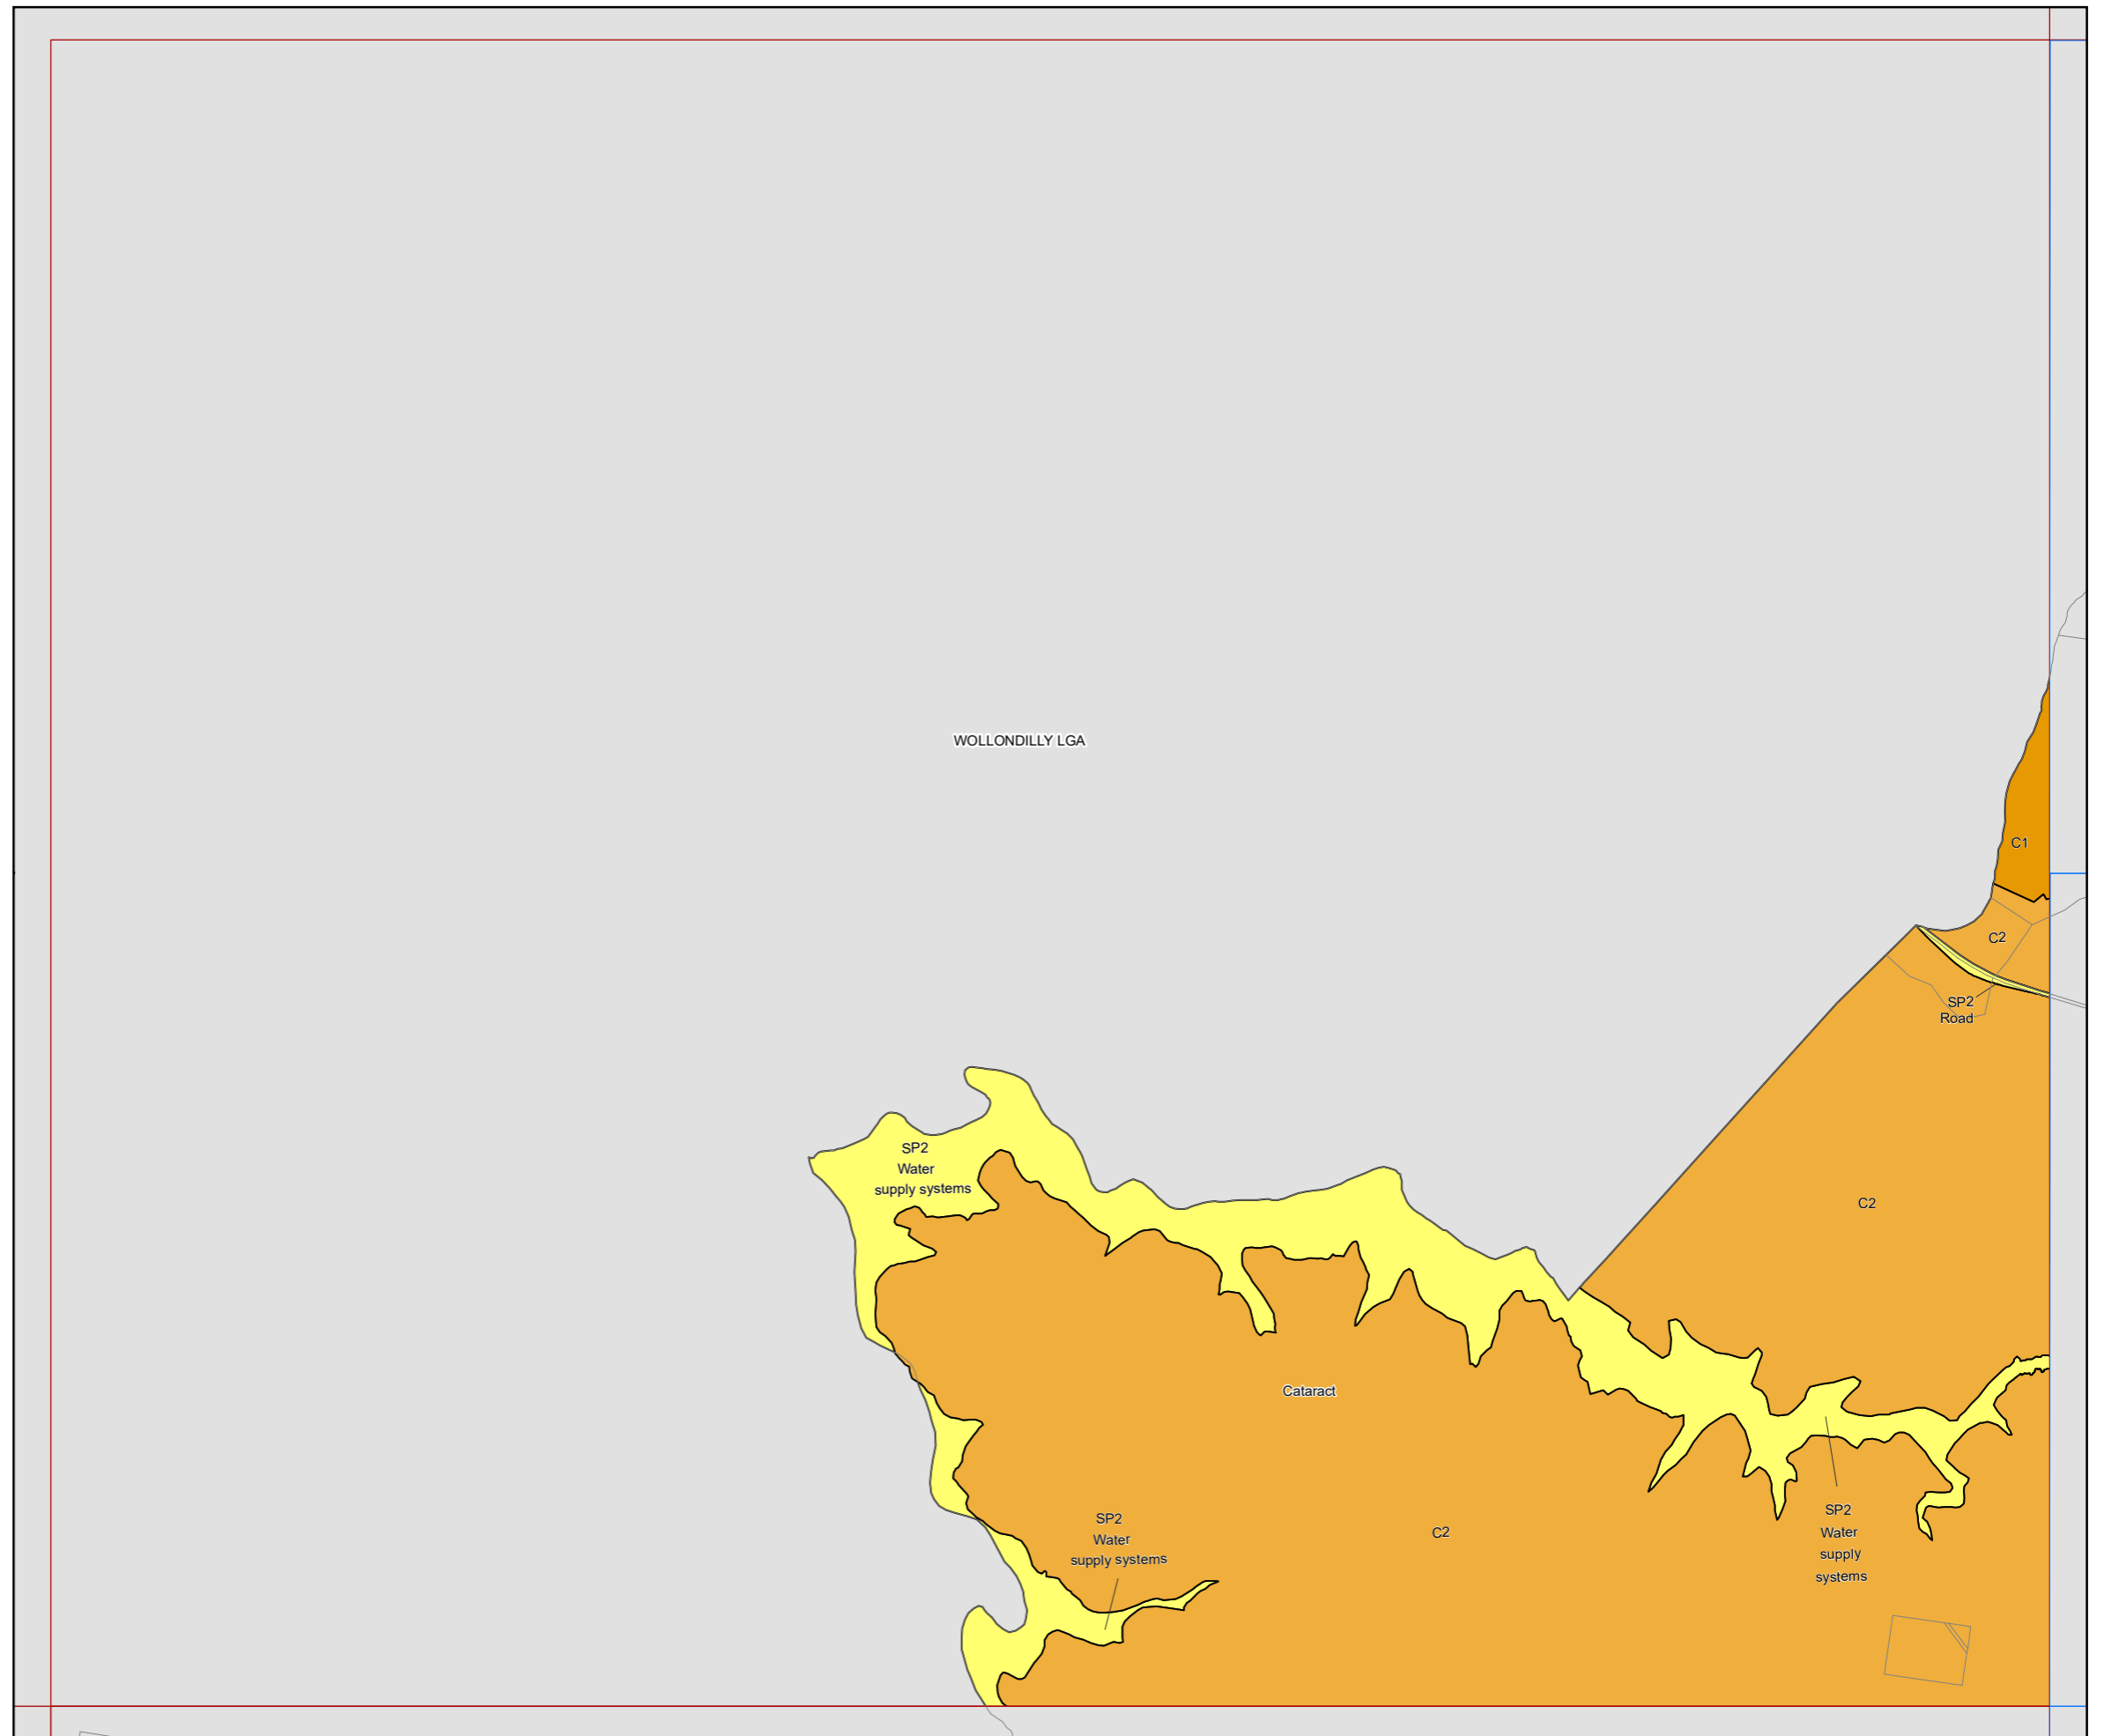 WOLLONDILLY LGA
C1
C2
SP2
Road
SP2
Water
supply systems
C2
Cataract
SP2
Water
supply systems
C2
SP2
Water
supply
systems